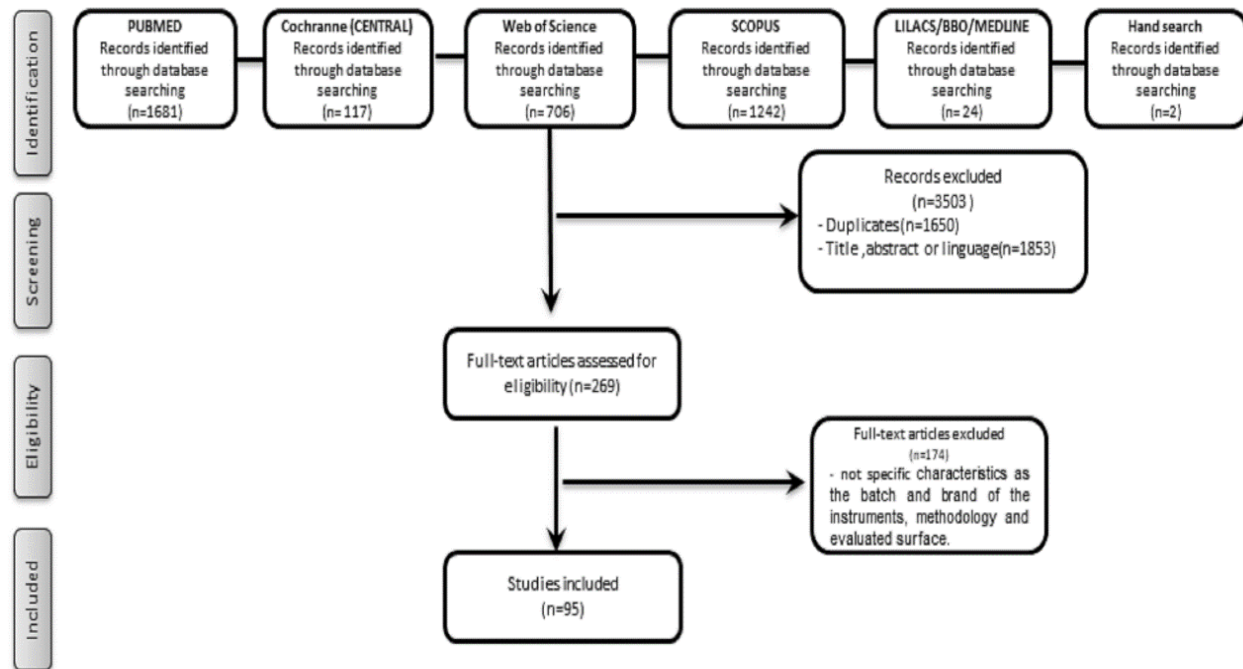 Identification
PUBMED
Records identified
through database
searching
(n=1681)
Cochranne (CENTRAL)
Records identified
through database
searching
(n= 117)
Web of Science
Records identified
through database
searching
(n= 706)
SCOPUS
Records identified
through database
searching
(n= 1242)
LILACS/BBO/MEDLINE
Records identified
through database
searching
(n= 24)
Hand search
Records identified
through database
searching
(n=2)
Screening
Records excluded
(n=3503)
- Duplicates(n=1650)
- Title ,abstract or linguage(n=1853)
Eligibility
Full-text articles assessed for
eligibility (n=269)
Full-text articles excluded
(n=174)
- not specific characteristics as
the batch and brand of the
instruments, methodology and
evaluated surface.
Included
Studies included
(n=95)